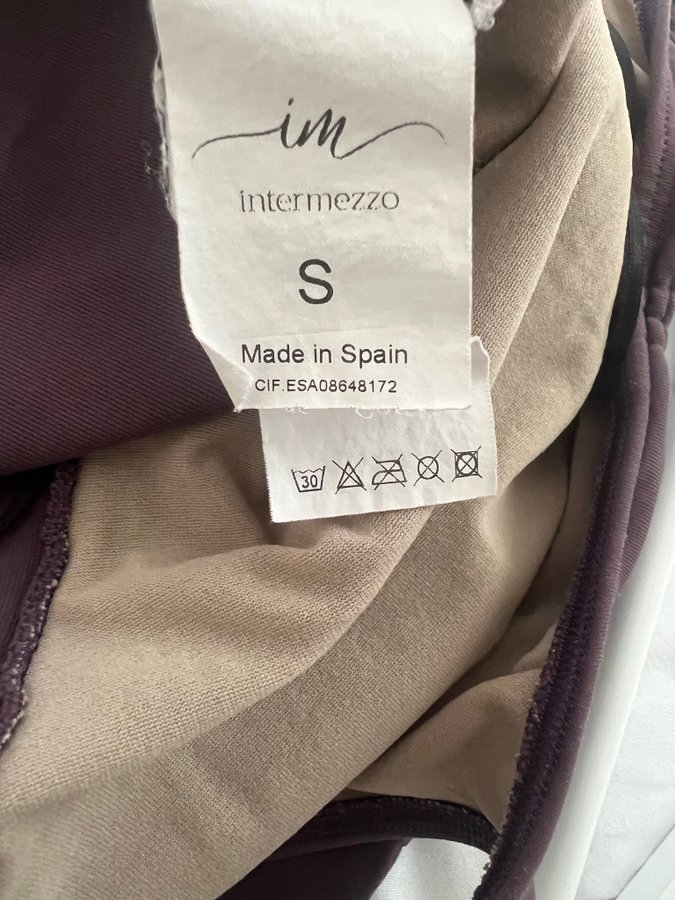 im
intermezzo
S
Made in Spain
CIF.ESA08648172
30